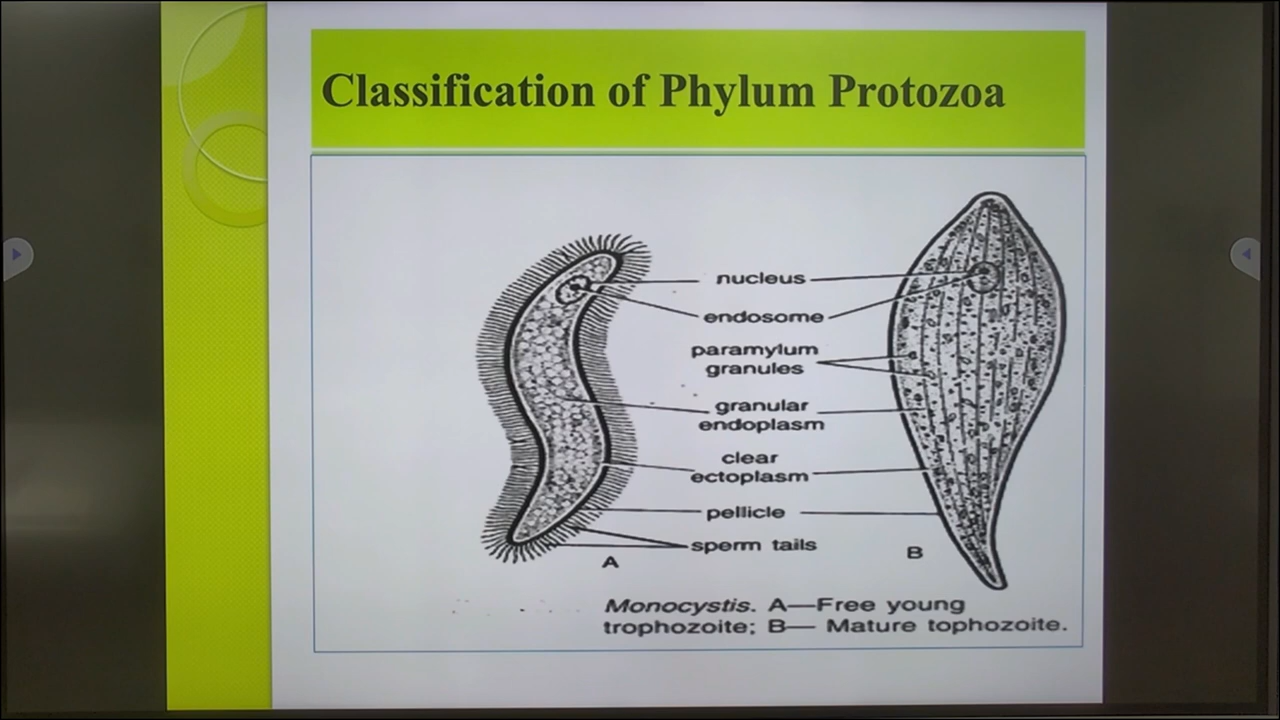 Classification of Phylum Protozoa
nucleus
endosome
paramylum
granules
granular
endoplasm
clear
ectoplasm
pellicle
sperm tails
A
B
Monocystis. A—Free young
trophozoite; B— Mature tophozoite.